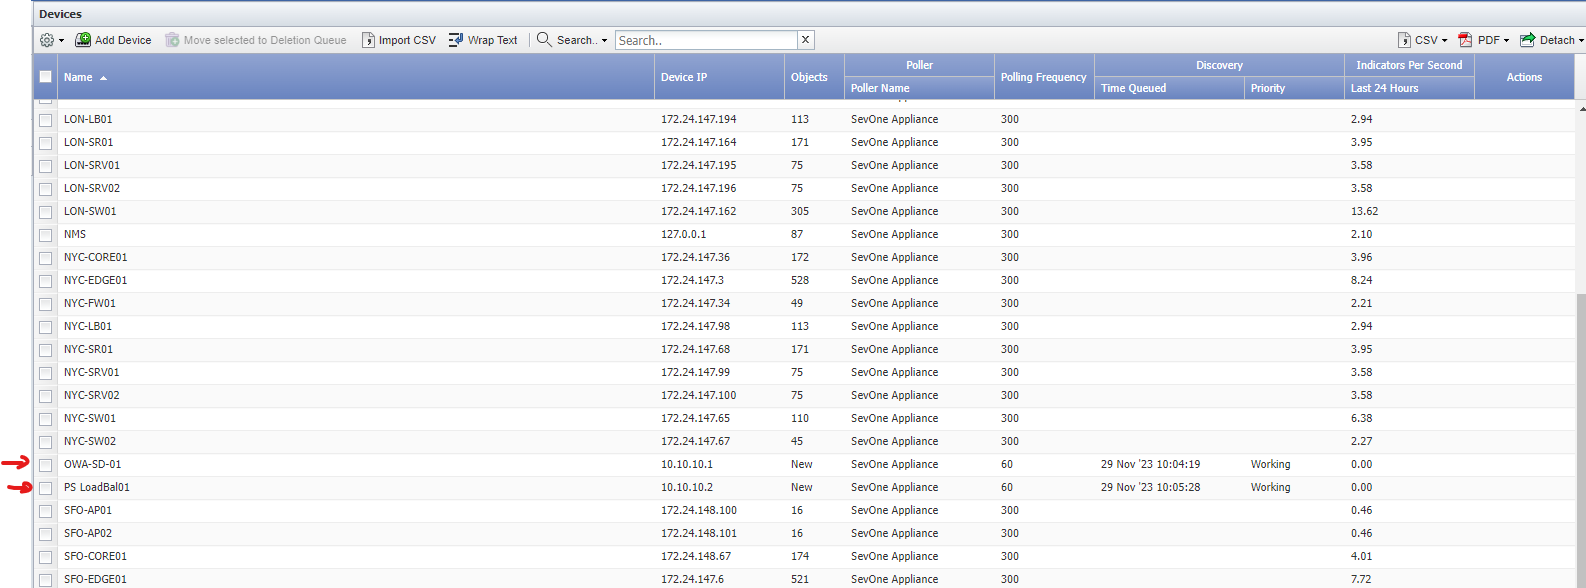 Devices
Add Device Move selected to Deletion Queue Import CSV Wrap Text Search.. Search.. X CSV PDF Detach
Poller Discovery Indicators Per Second
Name Device IP Objects Polling Frequency Actions
Poller Name Time Queued Priority Last 24 Hours
LON-LB01 172.24.147.194 113 SevOne Appliance 300 2.94
LON-SR01 172.24.147.164 171 SevOne Appliance 300 3.95
LON-SRV01 172.24.147.195 75 SevOne Appliance 300 3.58
LON-SRV02 172.24.147.196 75 SevOne Appliance 300 3.58
LON-SW01 172.24.147.162 305 SevOne Appliance 300 13.62
NMS 127.0.0.1 87 SevOne Appliance 300 2.10
NYC-CORE01 172.24.147.36 172 SevOne Appliance 300 3.96
NYC-EDGE01 172.24.147.3 528 SevOne Appliance 300 8.24
NYC-FW01 172.24.147.34 49 SevOne Appliance 300 2.21
NYC-LB01 172.24.147.98 113 SevOne Appliance 300 2.94
NYC-SR01 172.24.147.68 171 SevOne Appliance 300 3.95
NYC-SRV01 172.24.147.99 75 SevOne Appliance 300 3.58
NYC-SRV02 172.24.147.100 75 SevOne Appliance 300 3.58
NYC-SW01 172.24.147.65 110 SevOne Appliance 300 6.38
NYC-SW02 172.24.147.67 45 SevOne Appliance 300 2.27
OWA-SD-01 10.10.10.1 New SevOne Appliance 60 29 Nov '23 10:04:19 Working 0.00
PS LoadBal01 10.10.10.2 New SevOne Appliance 60 29 Nov '23 10:05:28 Working 0.00
SFO-AP01 172.24.148.100 16 SevOne Appliance 300 0.46
SFO-AP02 172.24.148.101 16 SevOne Appliance 300 0.46
SFO-CORE01 172.24.148.67 174 SevOne Appliance 300 4.01
SFO-EDGE01 172.24.147.6 521 SevOne Appliance 300 7.72